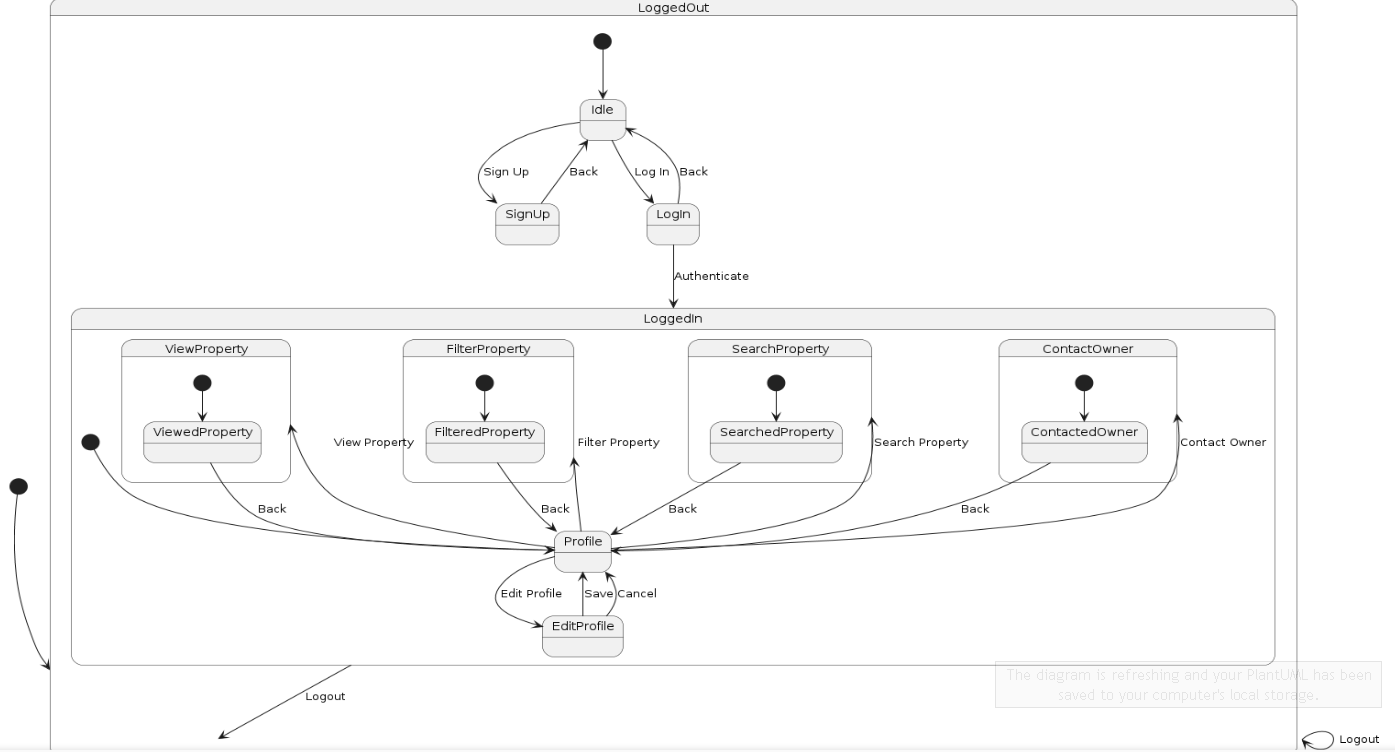 LoggedOut
Idle
Sign Up
Back
Log In
Back
SignUp
LogIn
Authenticate
LoggedIn
ViewProperty
FilterProperty
SearchProperty
ContactOwner
ViewedProperty
FilteredProperty
SearchedProperty
ContactedOwner
View Property
Filter Property
Search Property
Contact Owner
Back
Back
Back
Back
Profile
Edit Profile
Save
Cancel
EditProfile
The diagram is refreshing and your PlantUML has been
saved to your computer's local storage.
Logout
Logout